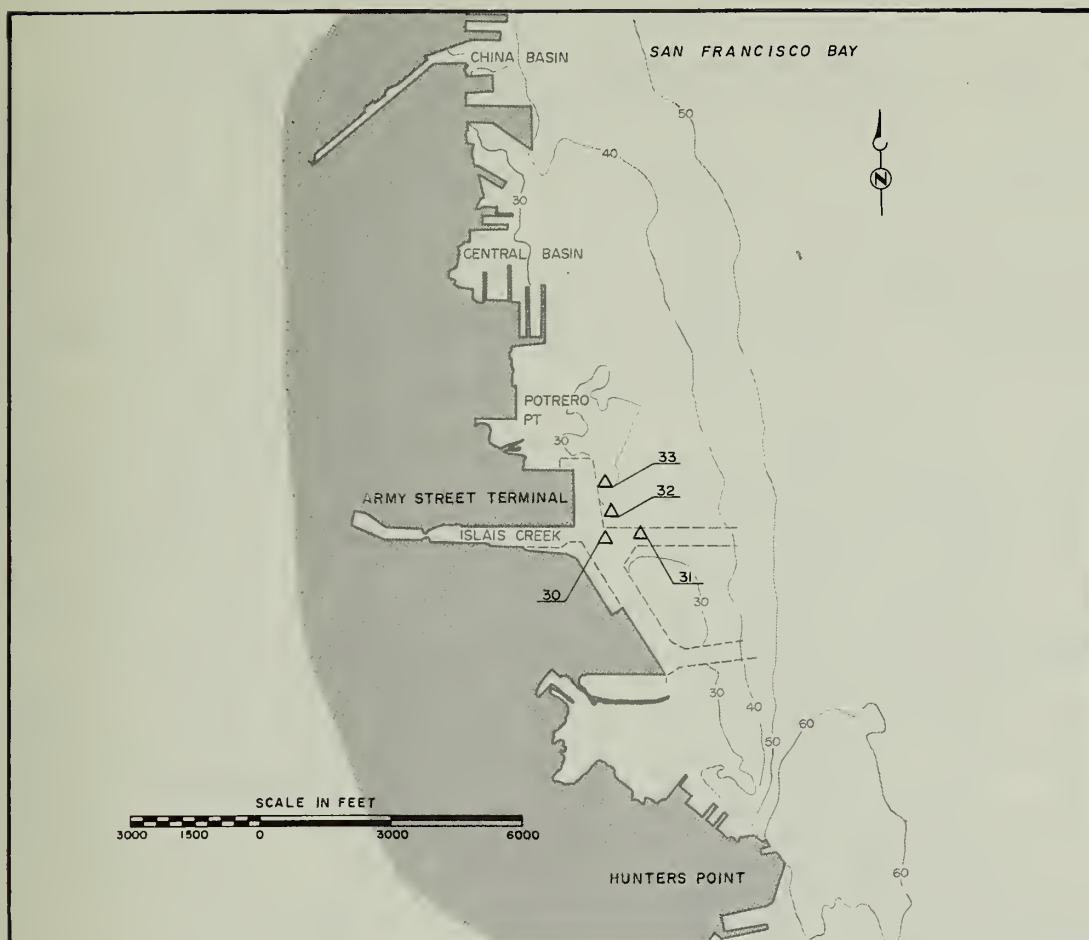 CHINA BASIN
SAN FRANCISCO BAY
50
40
N
30
CENTRAL BASIN
POTRERO
PT
30
33
32
ARMY STREET TERMINAL
ISLAIS CREEK
31
30
30
30
40
60
50
SCALE IN FEET
3000 1500 0 3000 6000
60
HUNTERS POINT